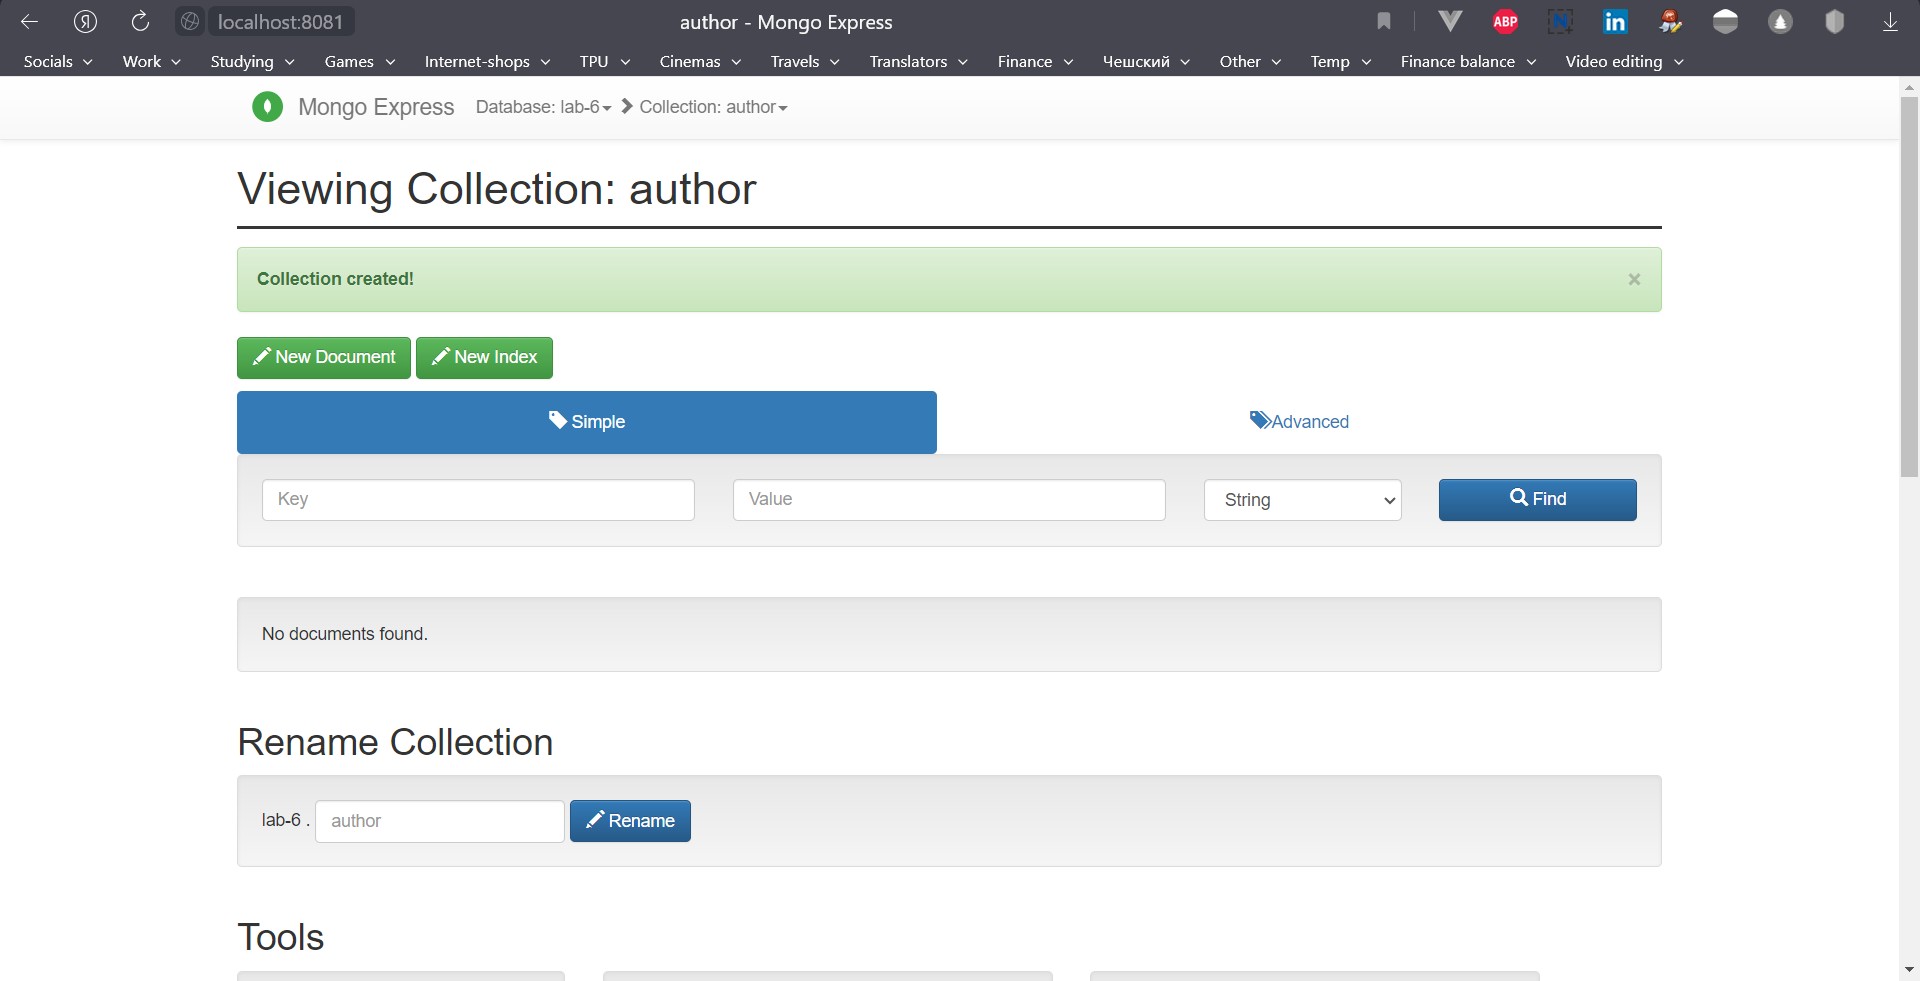 Я localhost:8081 author - Mongo Express ABP N in
Socials Work Studying Games Internet-shops TPU Cinemas Travels Translators Finance Чешский Other Temp Finance balance Video editing
Mongo Express Database: lab-6 Collection: author
Viewing Collection: author
Collection created! ×
New Document New Index
Simple Advanced
Key Value String Find
No documents found.
Rename Collection
lab-6 . author Rename
Tools